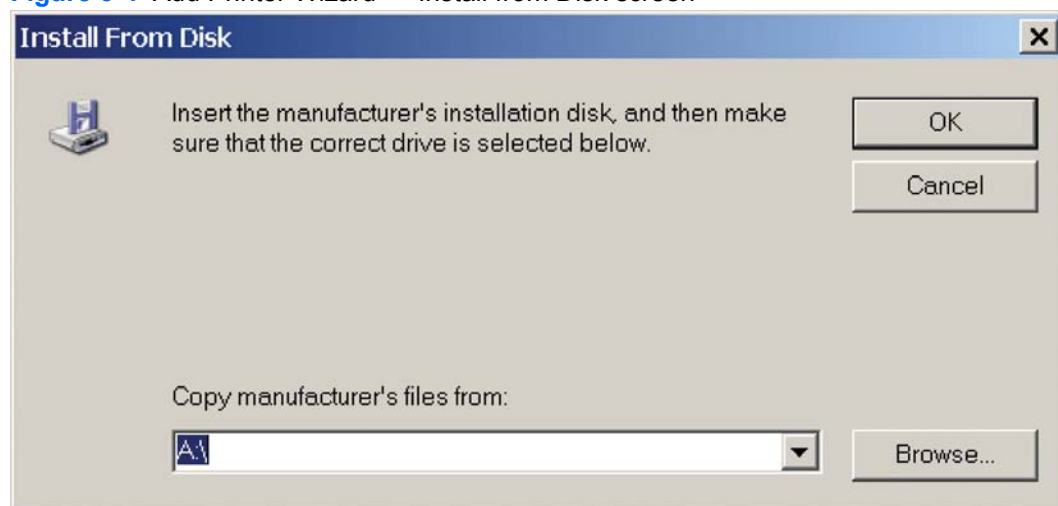 Install From Disk
Insert the manufacturer's installation disk, and then make
sure that the correct drive is selected below.
OK
Cancel
Copy manufacturer's files from:
A:\
Browse...